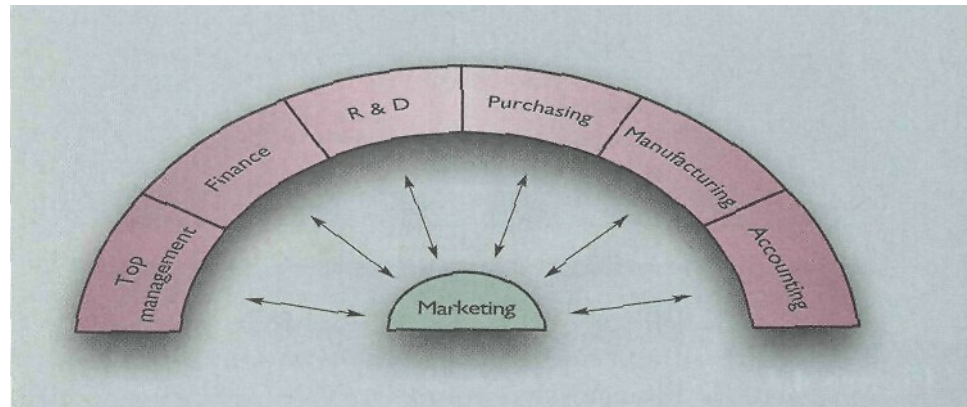 Top
management
Finance
R & D
Purchasing
Manufacturing
Accounting
Marketing